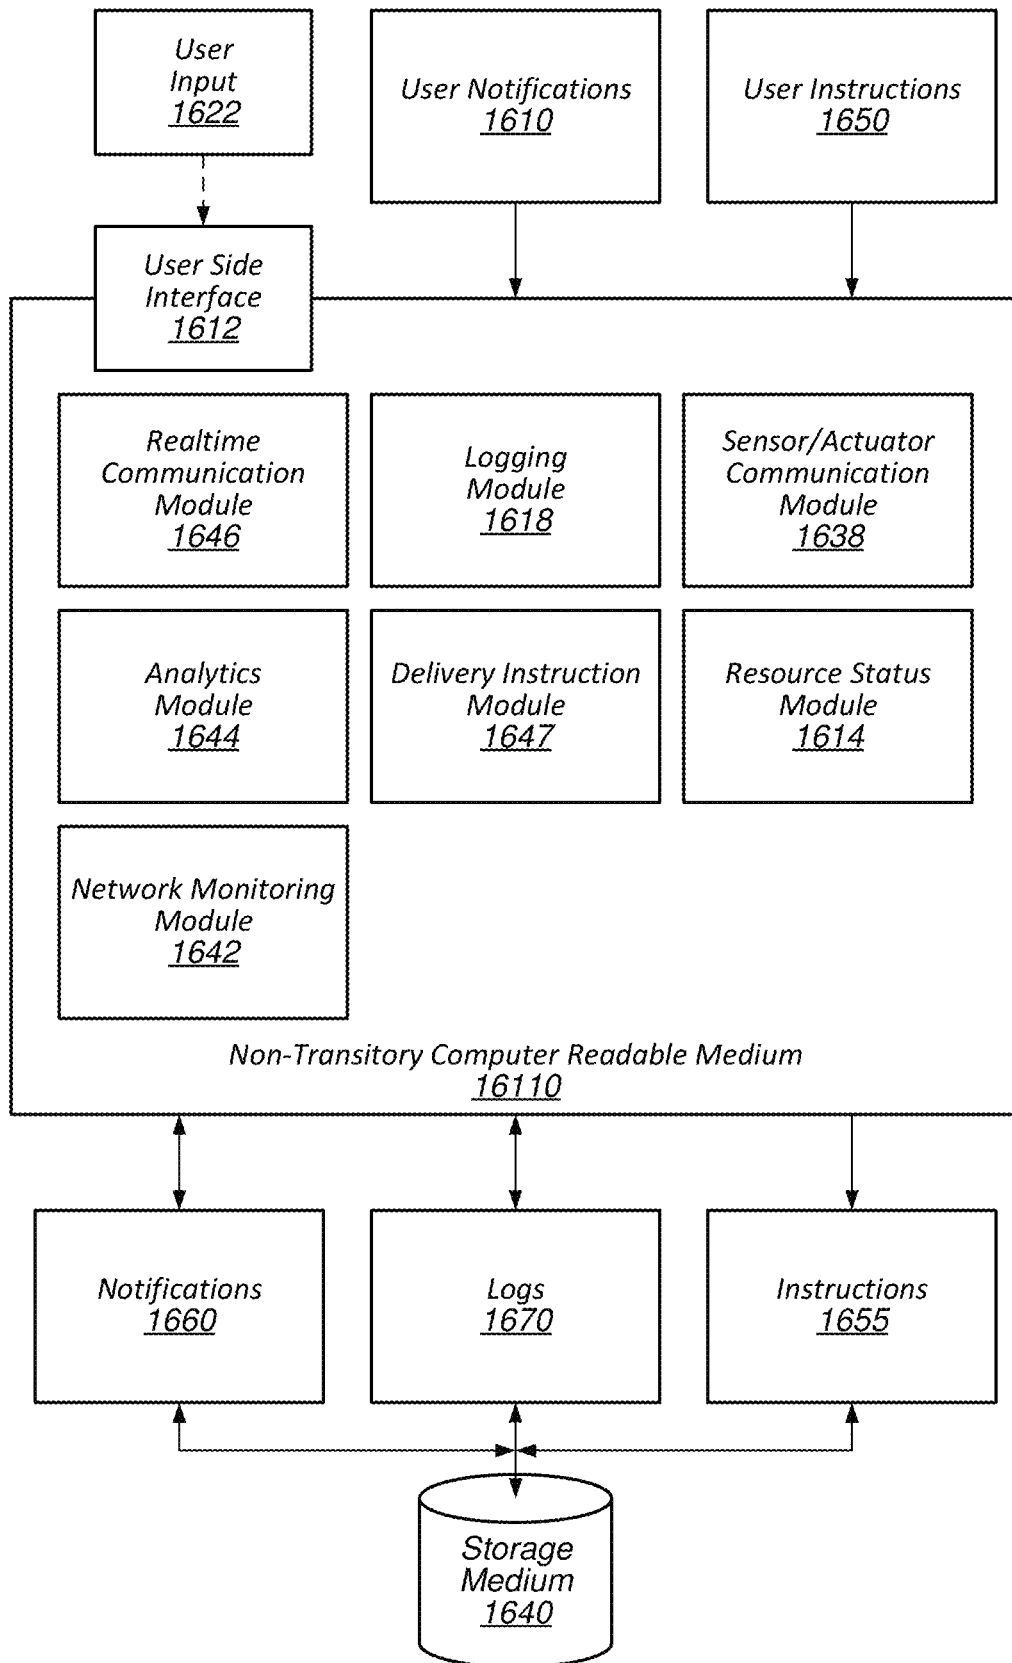 User
Input
1622
User Notifications
1610
User Instructions
1650
User Side
Interface
1612
Realtime
Communication
Module
1646
Logging
Module
1618
Sensor/Actuator
Communication
Module
1638
Analytics
Module
1644
Delivery Instruction
Module
1647
Resource Status
Module
1614
Network Monitoring
Module
1642
Non-Transitory Computer Readable Medium
16110
Notifications
1660
Logs
1670
Instructions
1655
Storage
Medium
1640